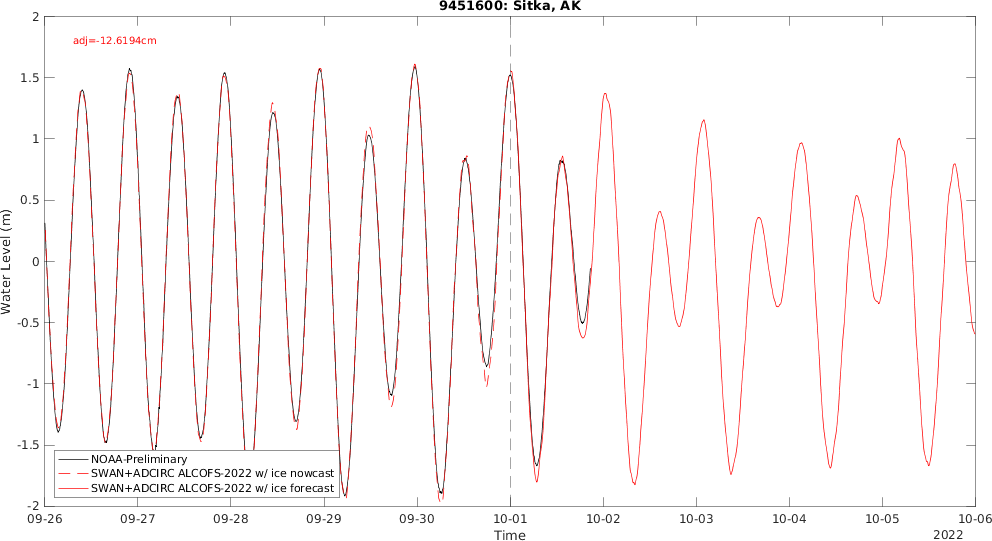 9451600: Sitka, AK
adj=-12.6194cm
2
1.5
1
0.5
0
-0.5
-1
-1.5
-2
Water Level (m)
NOAA-Preliminary
SWAN+ADCIRC ALCOFS-2022 w/ ice nowcast
SWAN+ADCIRC ALCOFS-2022 w/ ice forecast
09-26 09-27 09-28 09-29 09-30 10-01 10-02 10-03 10-04 10-05 10-06
Time
2022